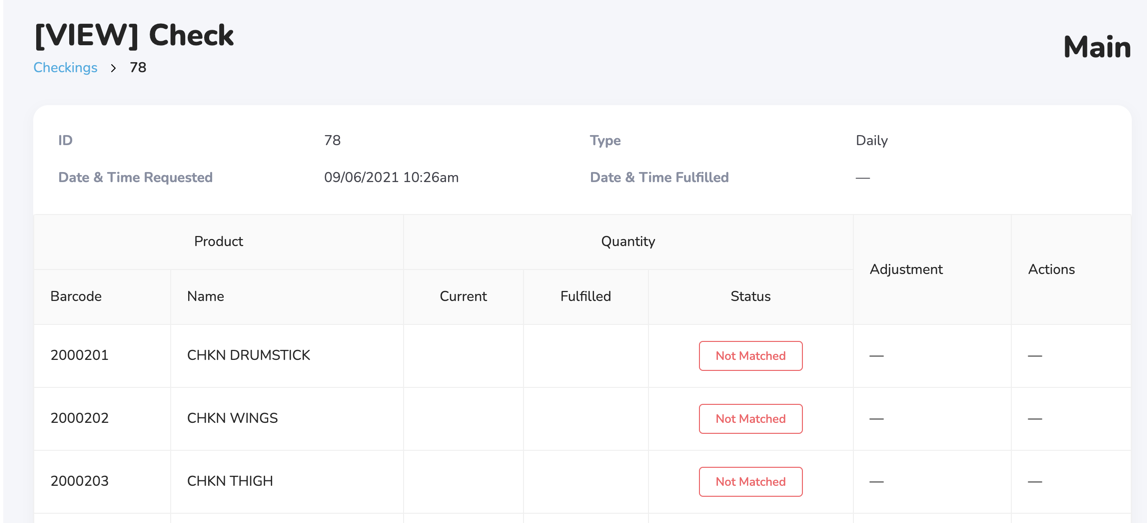 [VIEW] Check
Main
Checkings > 78
ID 78 Type Daily
Date & Time Requested 09/06/2021 10:26am Date & Time Fulfilled —
Product Quantity Adjustment Actions
Barcode Name Current Fulfilled Status
2000201 CHKN DRUMSTICK Not Matched — —
2000202 CHKN WINGS Not Matched — —
2000203 CHKN THIGH Not Matched — —